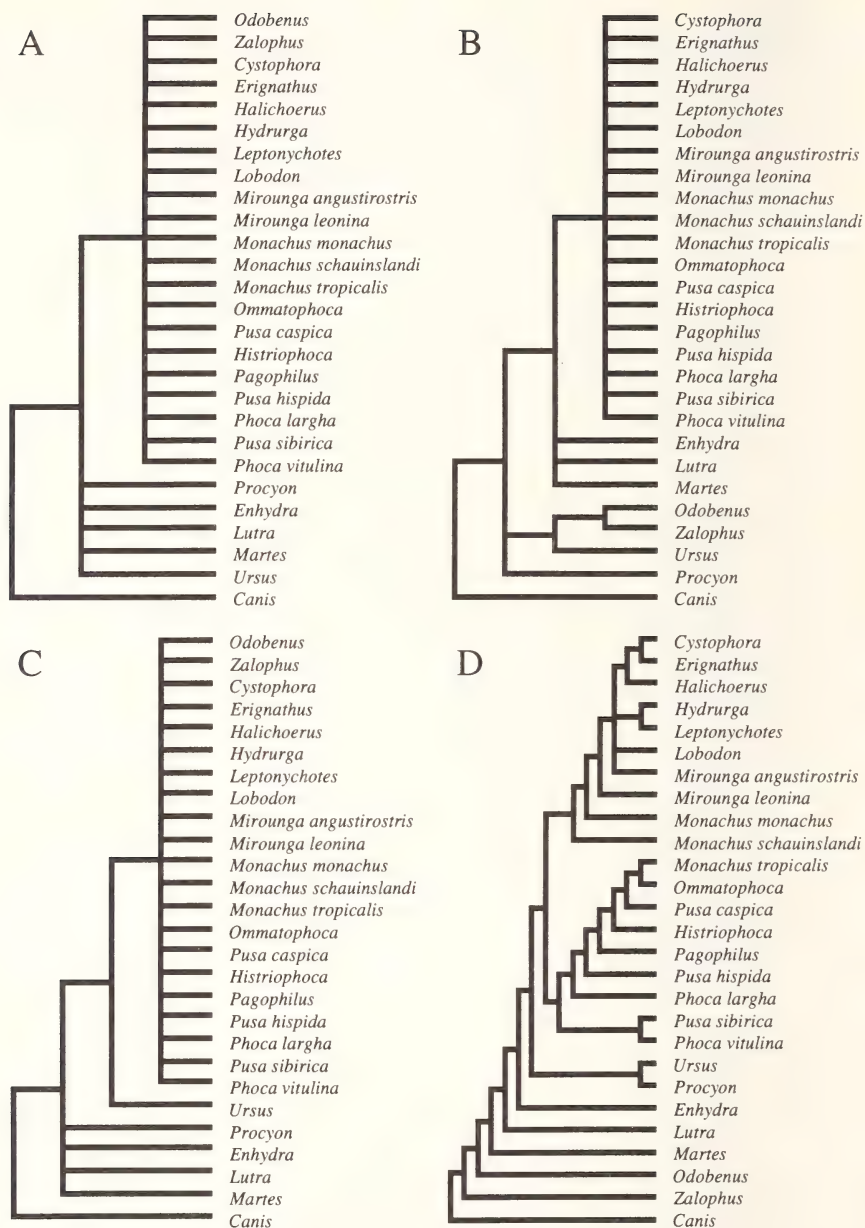 A
Odobenus
Zalophus
Cystophora
Erignathus
Halichoerus
Hydrurga
Leptonychotes
Lobodon
Mirounga angustirostris
Mirounga leonina
Monachus monachus
Monachus schauinslandi
Monachus tropicalis
Ommatophoca
Pusa caspica
Histriophoca
Pagophilus
Pusa hispida
Phoca largha
Pusa sibirica
Phoca vitulina
Procyon
Enhydra
Lutra
Martes
Ursus
Canis
B
Cystophora
Erignathus
Halichoerus
Hydrurga
Leptonychotes
Lobodon
Mirounga angustirostris
Mirounga leonina
Monachus monachus
Monachus schauinslandi
Monachus tropicalis
Ommatophoca
Pusa caspica
Histriophoca
Pagophilus
Pusa hispida
Phoca largha
Pusa sibirica
Phoca vitulina
Enhydra
Lutra
Martes
Odobenus
Zalophus
Ursus
Procyon
Canis
C
Odobenus
Zalophus
Cystophora
Erignathus
Halichoerus
Hydrurga
Leptonychotes
Lobodon
Mirounga angustirostris
Mirounga leonina
Monachus monachus
Monachus schauinslandi
Monachus tropicalis
Ommatophoca
Pusa caspica
Histriophoca
Pagophilus
Pusa hispida
Phoca largha
Pusa sibirica
Phoca vitulina
Ursus
Procyon
Enhydra
Lutra
Martes
Canis
D
Cystophora
Erignathus
Halichoerus
Hydrurga
Leptonychotes
Lobodon
Mirounga angustirostris
Mirounga leonina
Monachus monachus
Monachus schauinslandi
Monachus tropicalis
Ommatophoca
Pusa caspica
Histriophoca
Pagophilus
Pusa hispida
Phoca largha
Pusa sibirica
Phoca vitulina
Ursus
Procyon
Enhydra
Lutra
Martes
Odobenus
Zalophus
Canis